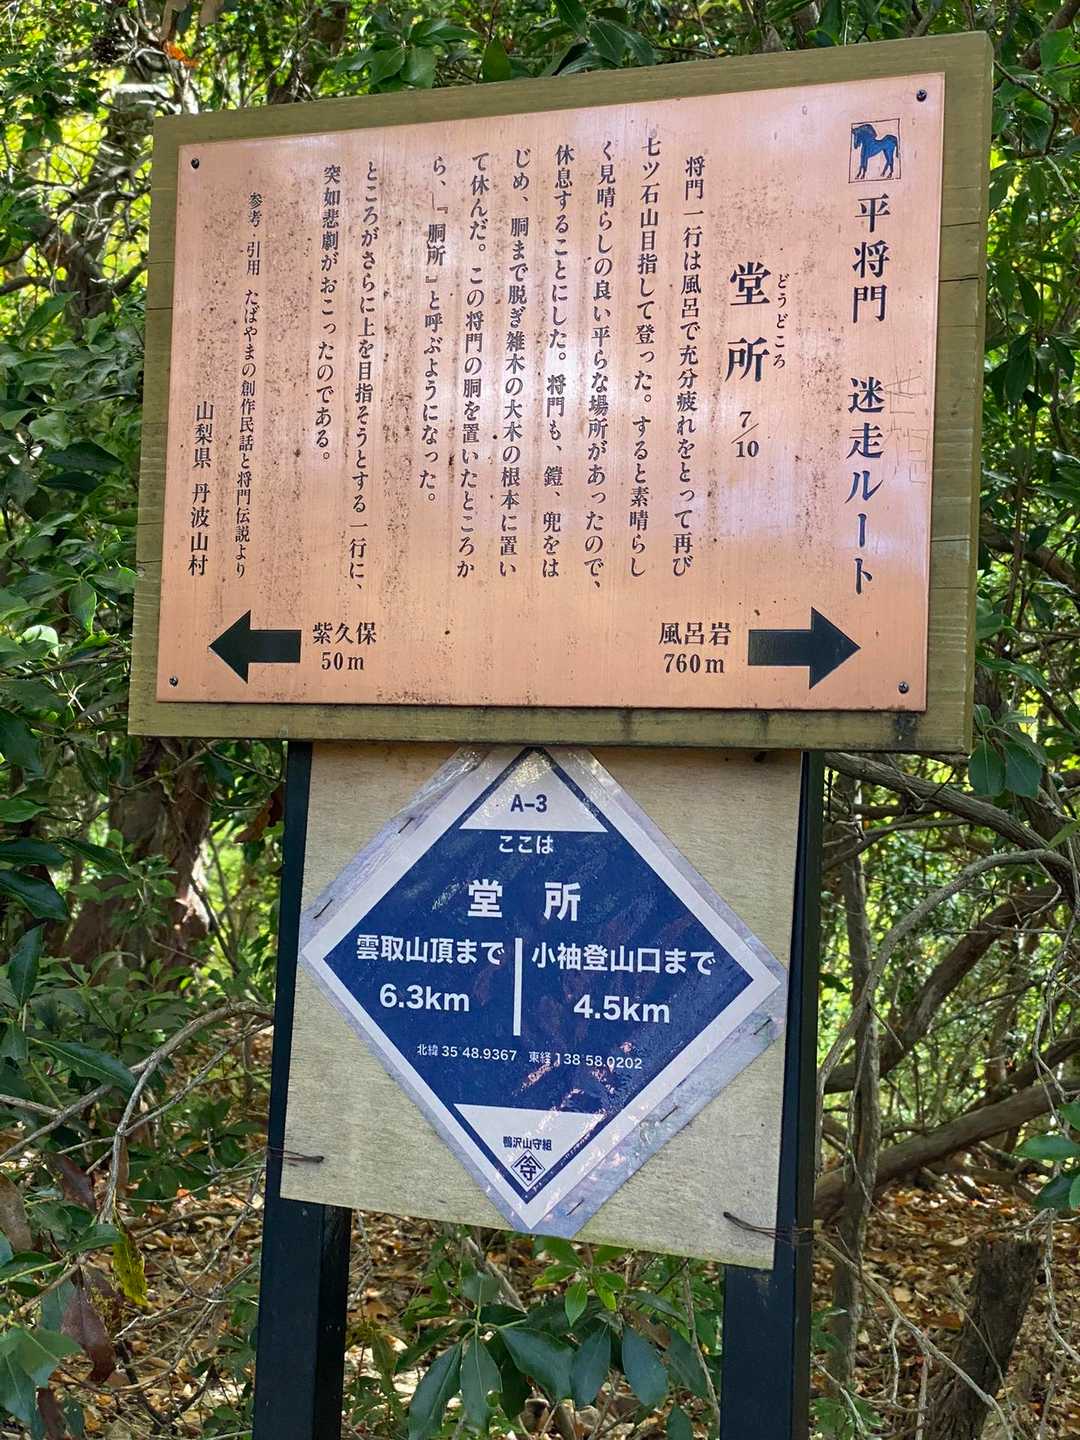 平将門 迷走ルート
どうどころ
堂所 7/10
将門一行は風呂で充分疲れをとって再び
七ツ石山目指して登った。すると素晴らし
く見晴らしの良い平らな場所があったので、
休息することにした。将門も、鎧、兜をは
じめ、胴まで脱ぎ雑木の大木の根本に置い
て休んだ。この将門の胴を置いたところか
ら、『胴所』と呼ぶようになった。
ところがさらに上を目指そうとする一行に、
突如悲劇がおこったのである。
参考・引用 たばやまの創作民話と将門伝説より
山梨県 丹波山村
紫久保
50m
風呂岩
760m
A-3
ここは
堂所
雲取山頂まで
6.3km
小袖登山口まで
4.5km
北緯 35゜48.9367 東経 138゜58.0202
鴨沢山守組
守